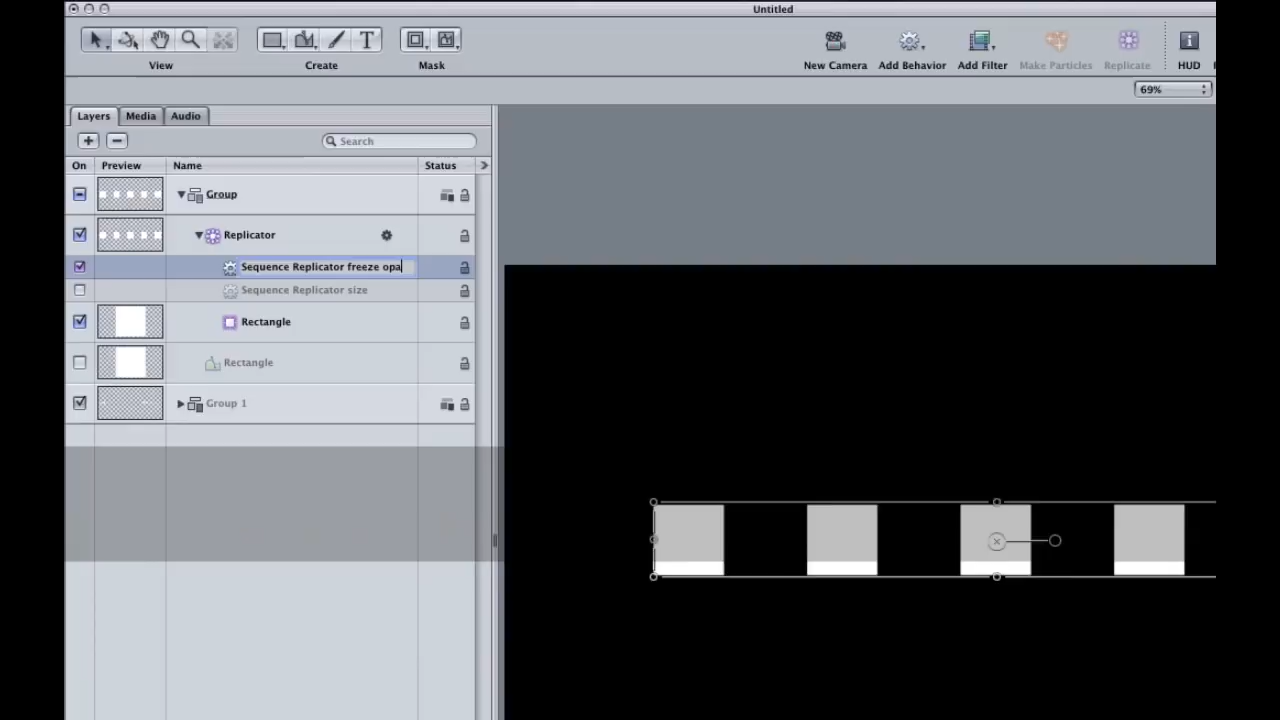 Untitled
T
View
Create
Mask
New Camera
Add Behavior
Add Filter
Make Particles
Replicate
HUD
69%
Layers
Media
Audio
Search
On
Preview
Name
Status
Group
Replicator
Sequence Replicator freeze opa
Sequence Replicator size
Rectangle
Rectangle
Group 1